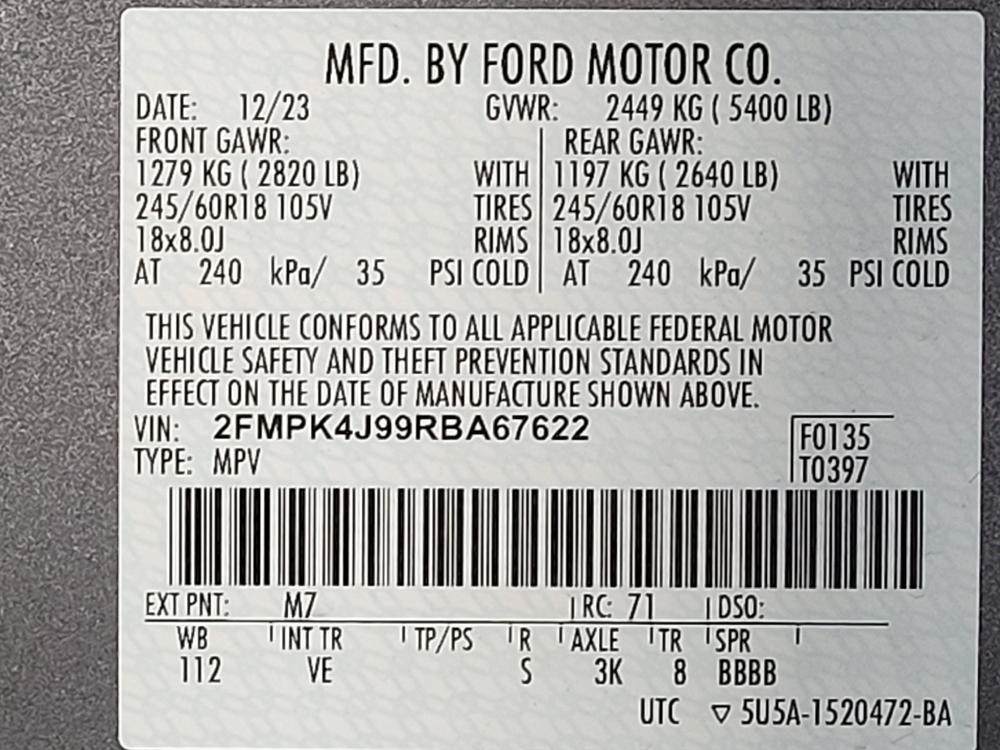 MFD. BY FORD MOTOR CO.
DATE: 12/23 GVWR: 2449 KG ( 5400 LB)
FRONT GAWR: REAR GAWR:
1279 KG ( 2820 LB) WITH 1197 KG ( 2640 LB) WITH
245/60R18 105V TIRES 245/60R18 105V TIRES
18x8.0J RIMS 18x8.0J RIMS
AT 240 kPa/ 35 PSI COLD AT 240 kPa/ 35 PSI COLD
THIS VEHICLE CONFORMS TO ALL APPLICABLE FEDERAL MOTOR
VEHICLE SAFETY AND THEFT PREVENTION STANDARDS IN
EFFECT ON THE DATE OF MANUFACTURE SHOWN ABOVE.
VIN: 2FMPK4J99RBA67622 F0135
TYPE: MPV T0397
EXT PNT: M7 RC: 71 DSO:
WB INT TR TP/PS R AXLE TR SPR
112 VE S 3K 8 BBBB
UTC ▽ 5U5A-1520472-BA